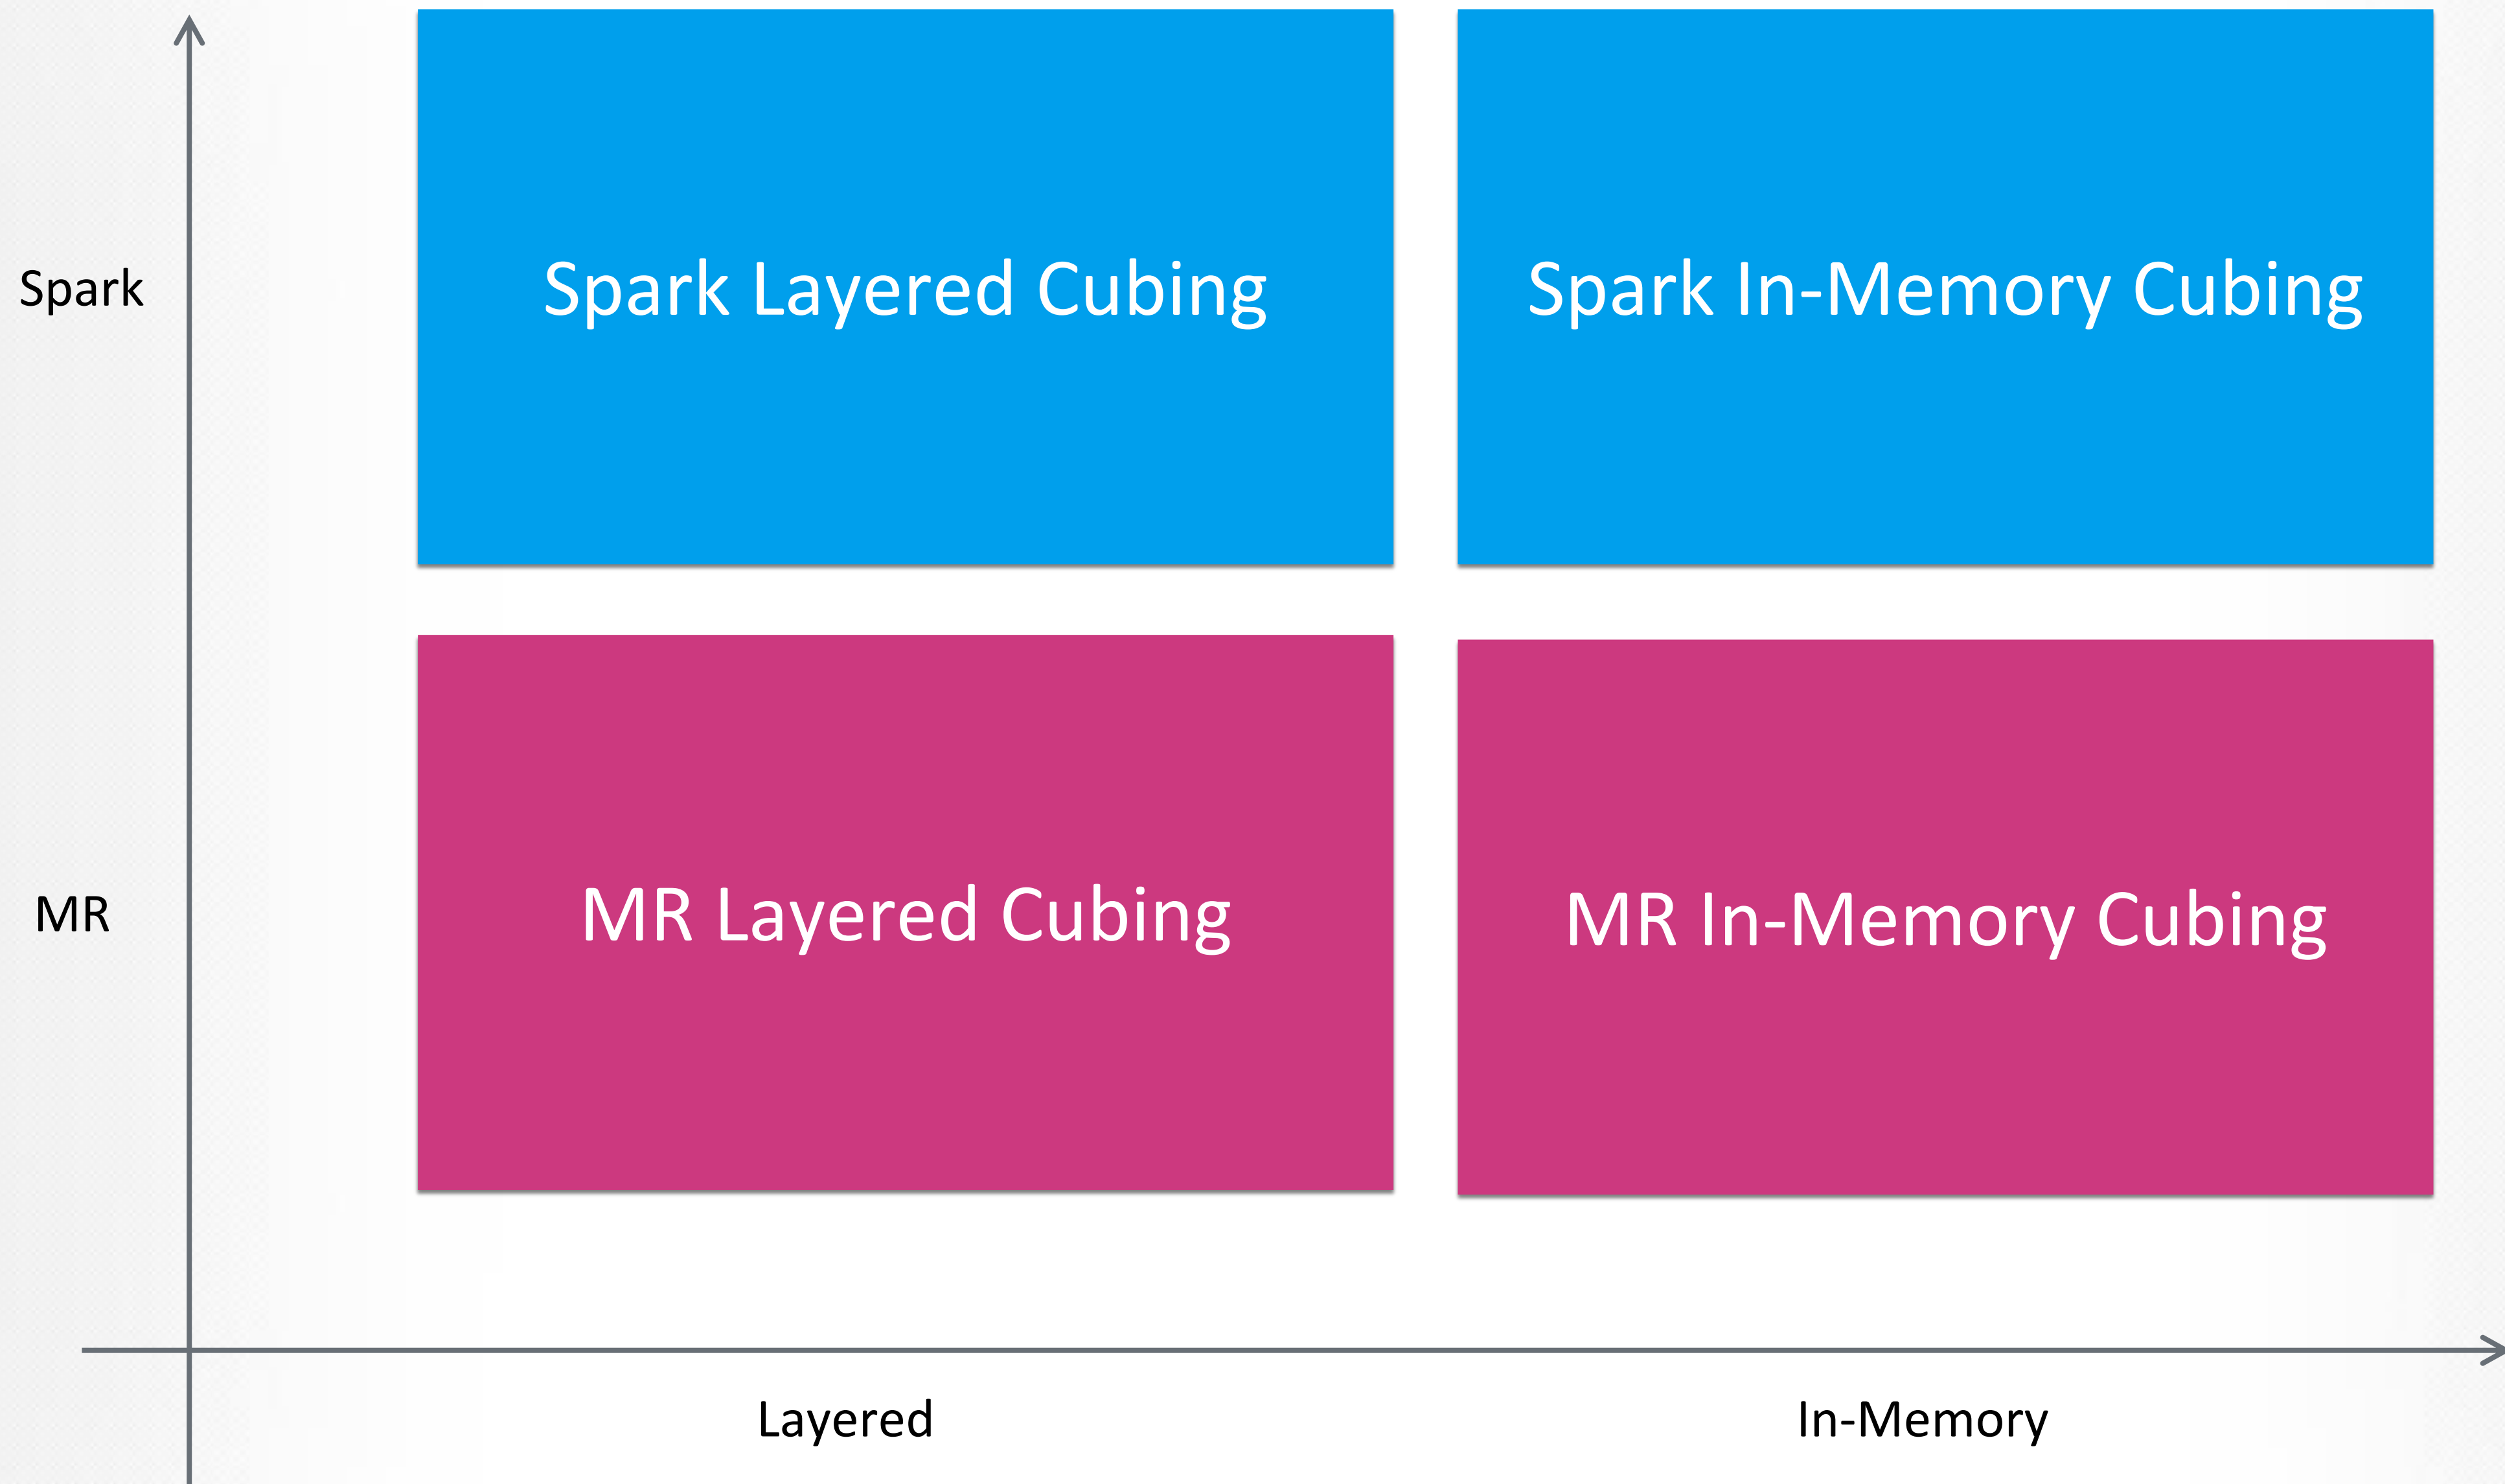 Spark
Spark Layered Cubing
Spark In-Memory Cubing
MR
MR Layered Cubing
MR In-Memory Cubing
Layered
In-Memory